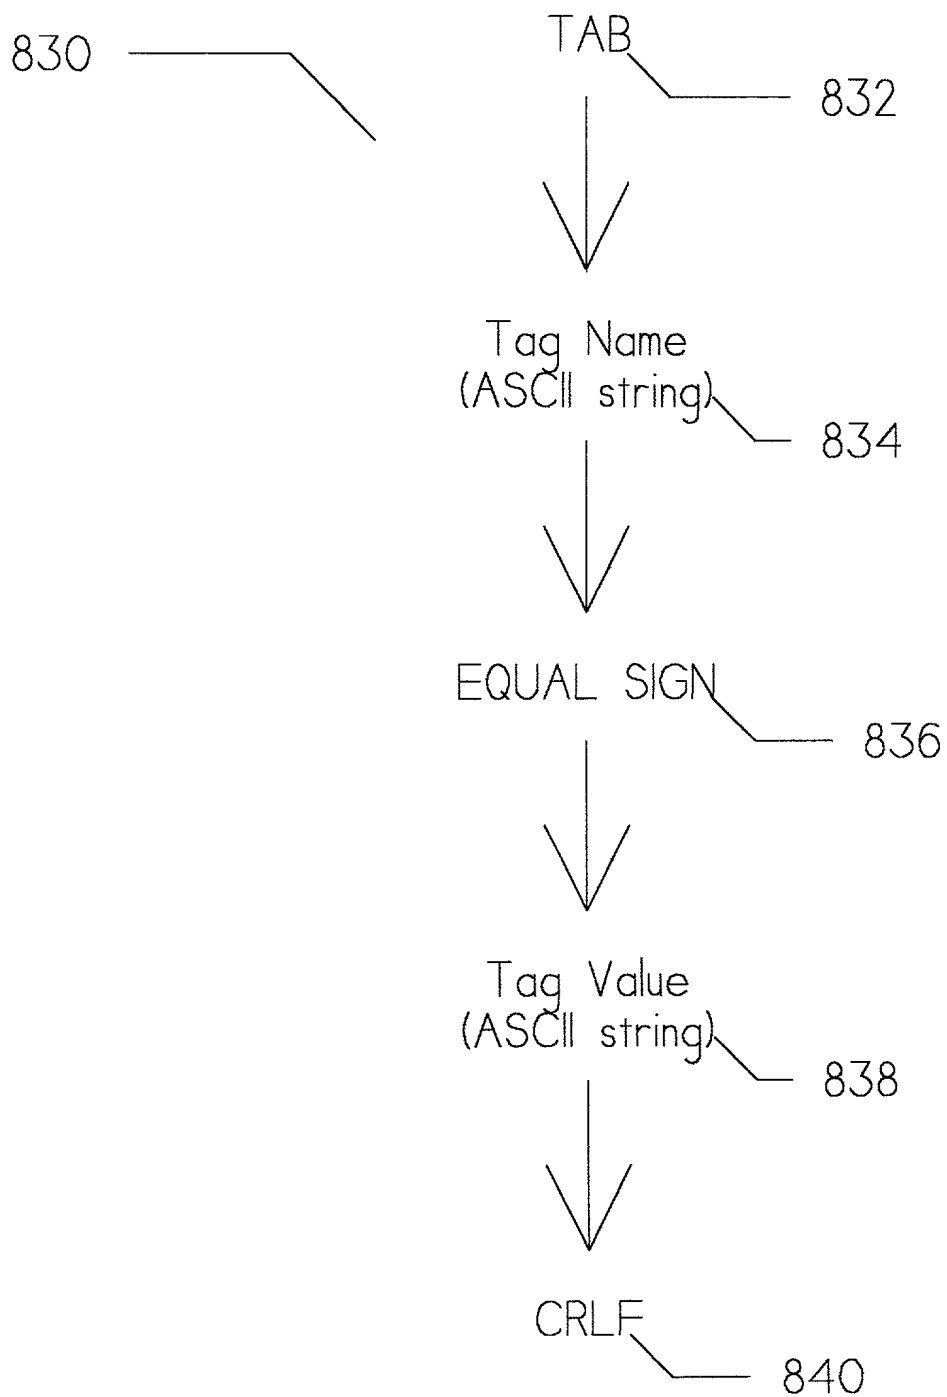 830
TAB
832
Tag Name
(ASCII string)
834
EQUAL SIGN
836
Tag Value
(ASCII string)
838
CRLF
840